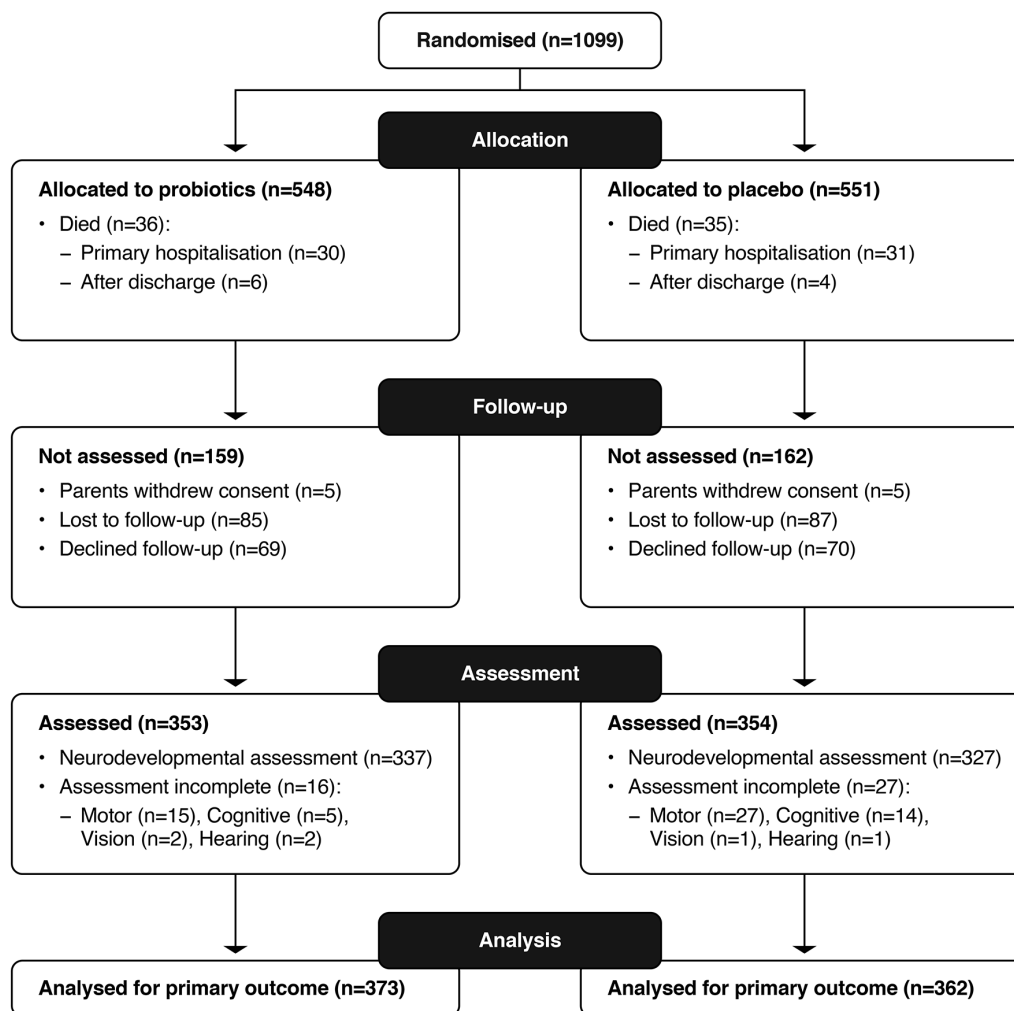 Randomised (n=1099)
Allocation
Allocated to probiotics (n=548)
• Died (n=36):
– Primary hospitalisation (n=30)
– After discharge (n=6)
Allocated to placebo (n=551)
• Died (n=35):
– Primary hospitalisation (n=31)
– After discharge (n=4)
Follow-up
Not assessed (n=159)
• Parents withdrew consent (n=5)
• Lost to follow-up (n=85)
• Declined follow-up (n=69)
Not assessed (n=162)
• Parents withdrew consent (n=5)
• Lost to follow-up (n=87)
• Declined follow-up (n=70)
Assessment
Assessed (n=353)
• Neurodevelopmental assessment (n=337)
• Assessment incomplete (n=16):
– Motor (n=15), Cognitive (n=5),
Vision (n=2), Hearing (n=2)
Assessed (n=354)
• Neurodevelopmental assessment (n=327)
• Assessment incomplete (n=27):
– Motor (n=27), Cognitive (n=14),
Vision (n=1), Hearing (n=1)
Analysis
Analysed for primary outcome (n=373)
Analysed for primary outcome (n=362)